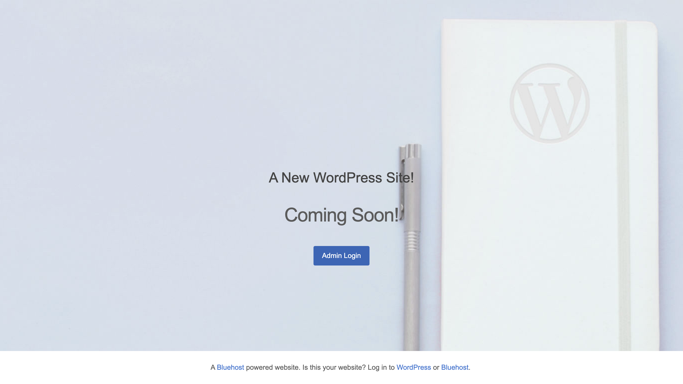 A New WordPress Site!
Coming Soon!
Admin Login
A Bluehost powered website. Is this your website? Log in to WordPress or Bluehost.